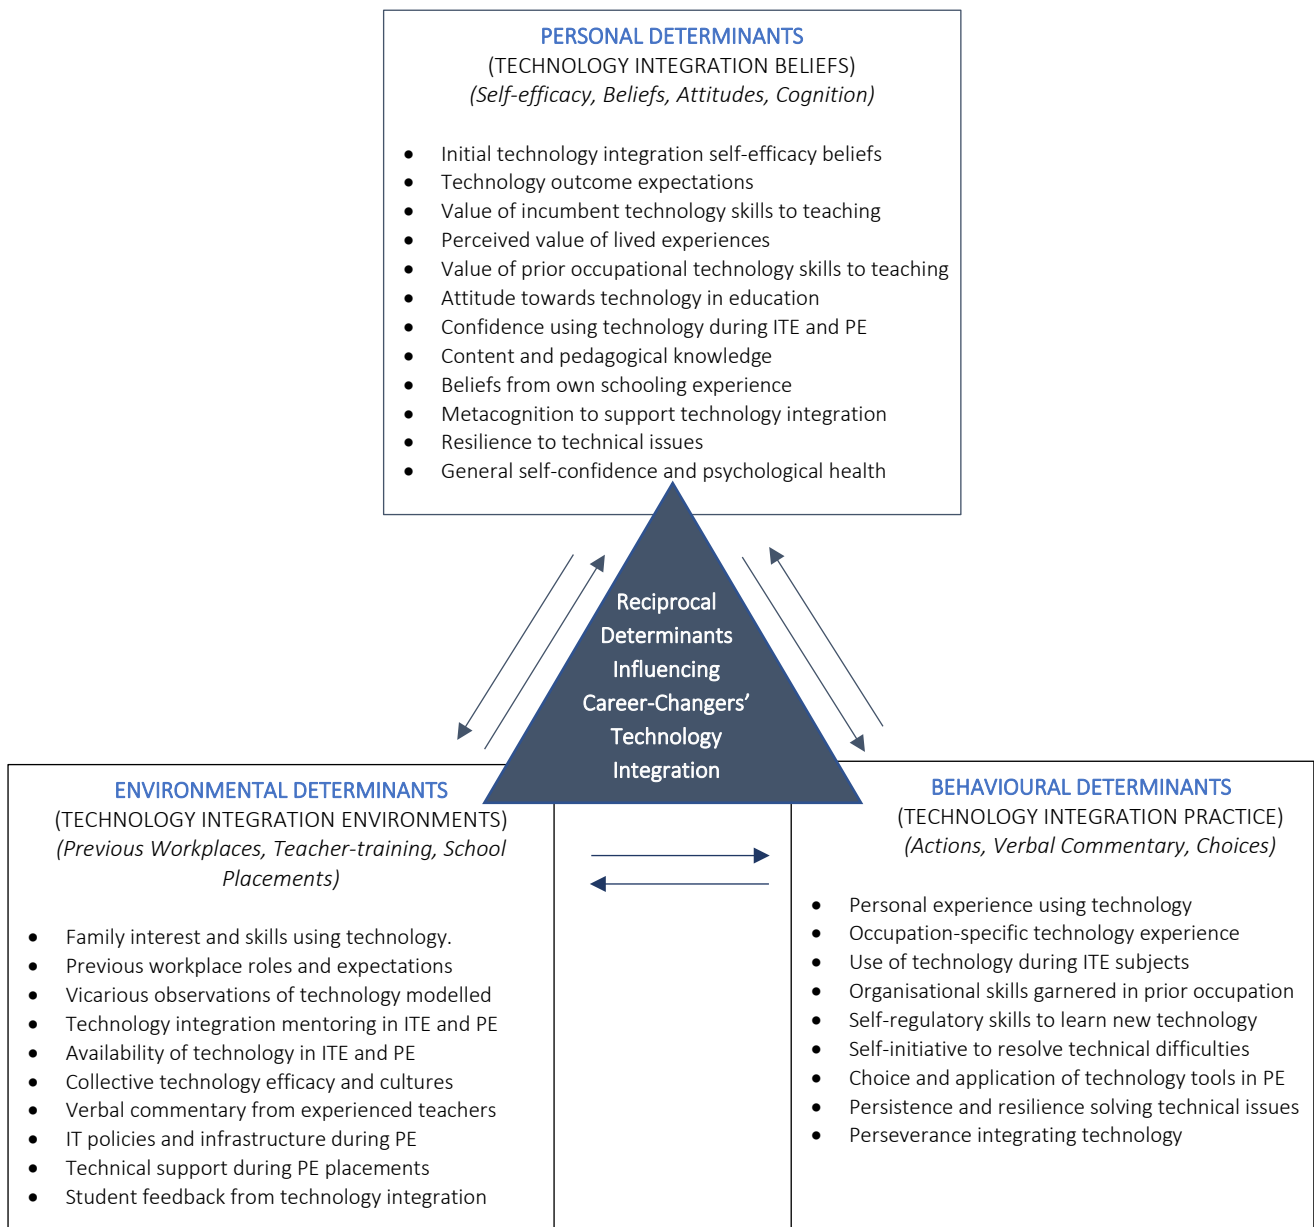 PERSONAL DETERMINANTS
(TECHNOLOGY INTEGRATION BELIEFS)
(Self-efficacy, Beliefs, Attitudes, Cognition)
• Initial technology integration self-efficacy beliefs
• Technology outcome expectations
• Value of incumbent technology skills to teaching
• Perceived value of lived experiences
• Value of prior occupational technology skills to teaching
• Attitude towards technology in education
• Confidence using technology during ITE and PE
• Content and pedagogical knowledge
• Beliefs from own schooling experience
• Metacognition to support technology integration
• Resilience to technical issues
• General self-confidence and psychological health
Reciprocal
Determinants
Influencing
Career-Changers’
Technology
Integration
ENVIRONMENTAL DETERMINANTS
(TECHNOLOGY INTEGRATION ENVIRONMENTS)
(Previous Workplaces, Teacher-training, School
Placements)
• Family interest and skills using technology.
• Previous workplace roles and expectations
• Vicarious observations of technology modelled
• Technology integration mentoring in ITE and PE
• Availability of technology in ITE and PE
• Collective technology efficacy and cultures
• Verbal commentary from experienced teachers
• IT policies and infrastructure during PE
• Technical support during PE placements
• Student feedback from technology integration
BEHAVIOURAL DETERMINANTS
(TECHNOLOGY INTEGRATION PRACTICE)
(Actions, Verbal Commentary, Choices)
• Personal experience using technology
• Occupation-specific technology experience
• Use of technology during ITE subjects
• Organisational skills garnered in prior occupation
• Self-regulatory skills to learn new technology
• Self-initiative to resolve technical difficulties
• Choice and application of technology tools in PE
• Persistence and resilience solving technical issues
• Perseverance integrating technology